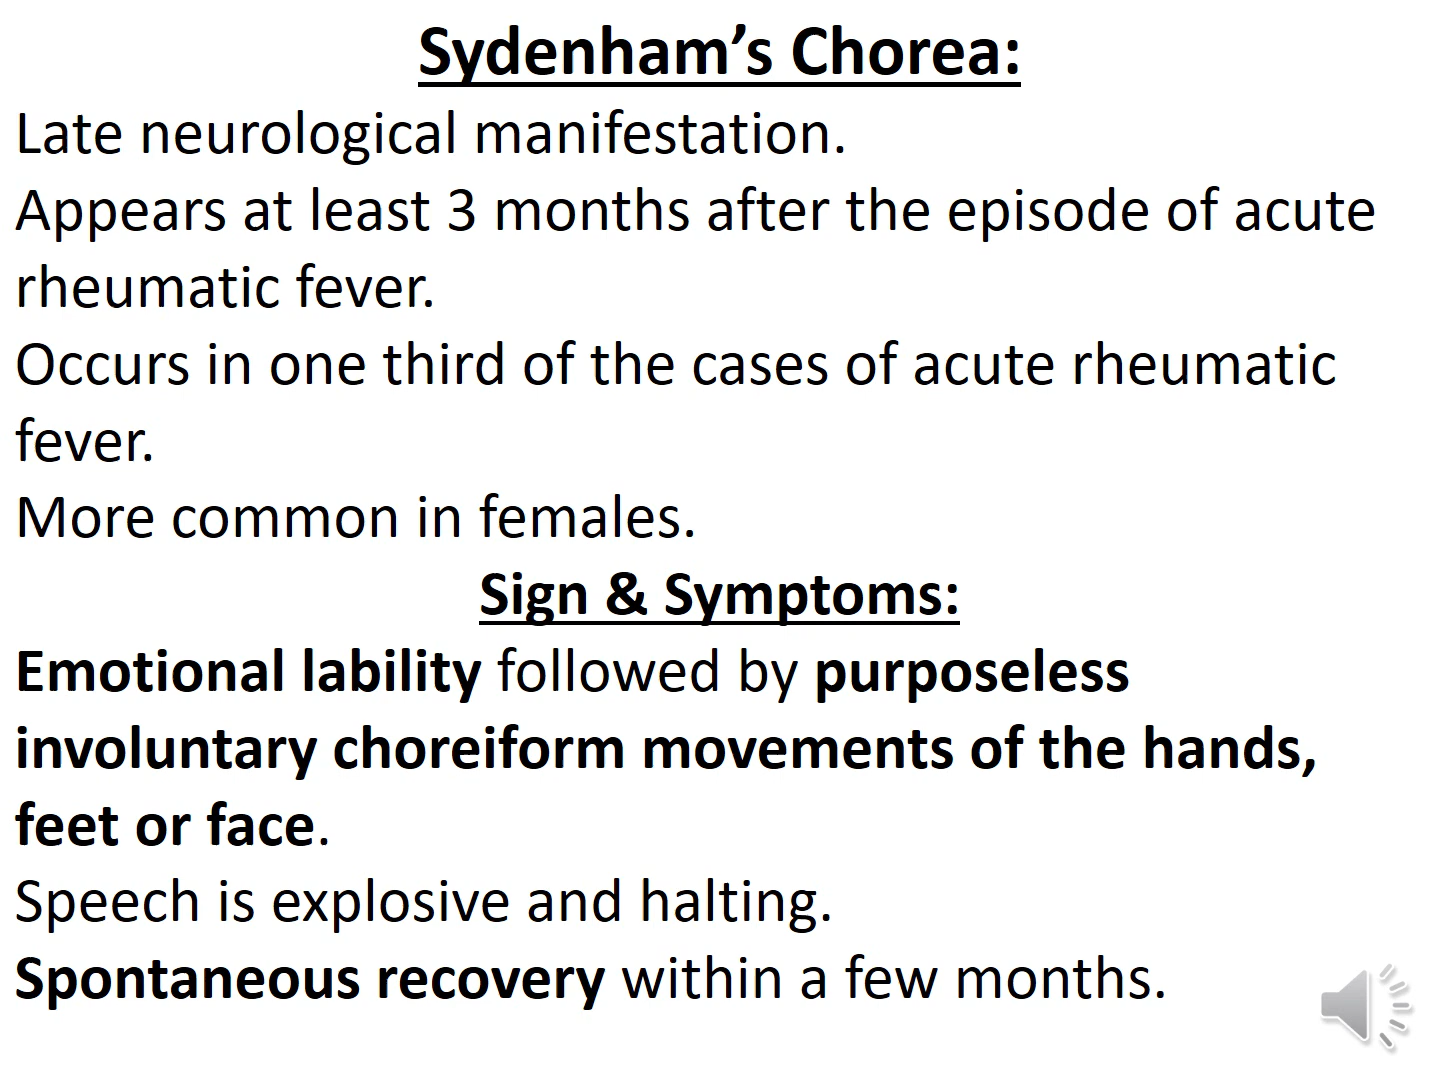 Sydenham’s Chorea:
Late neurological manifestation.
Appears at least 3 months after the episode of acute
rheumatic fever.
Occurs in one third of the cases of acute rheumatic
fever.
More common in females.
Sign & Symptoms:
Emotional lability followed by purposeless
involuntary choreiform movements of the hands,
feet or face.
Speech is explosive and halting.
Spontaneous recovery within a few months.